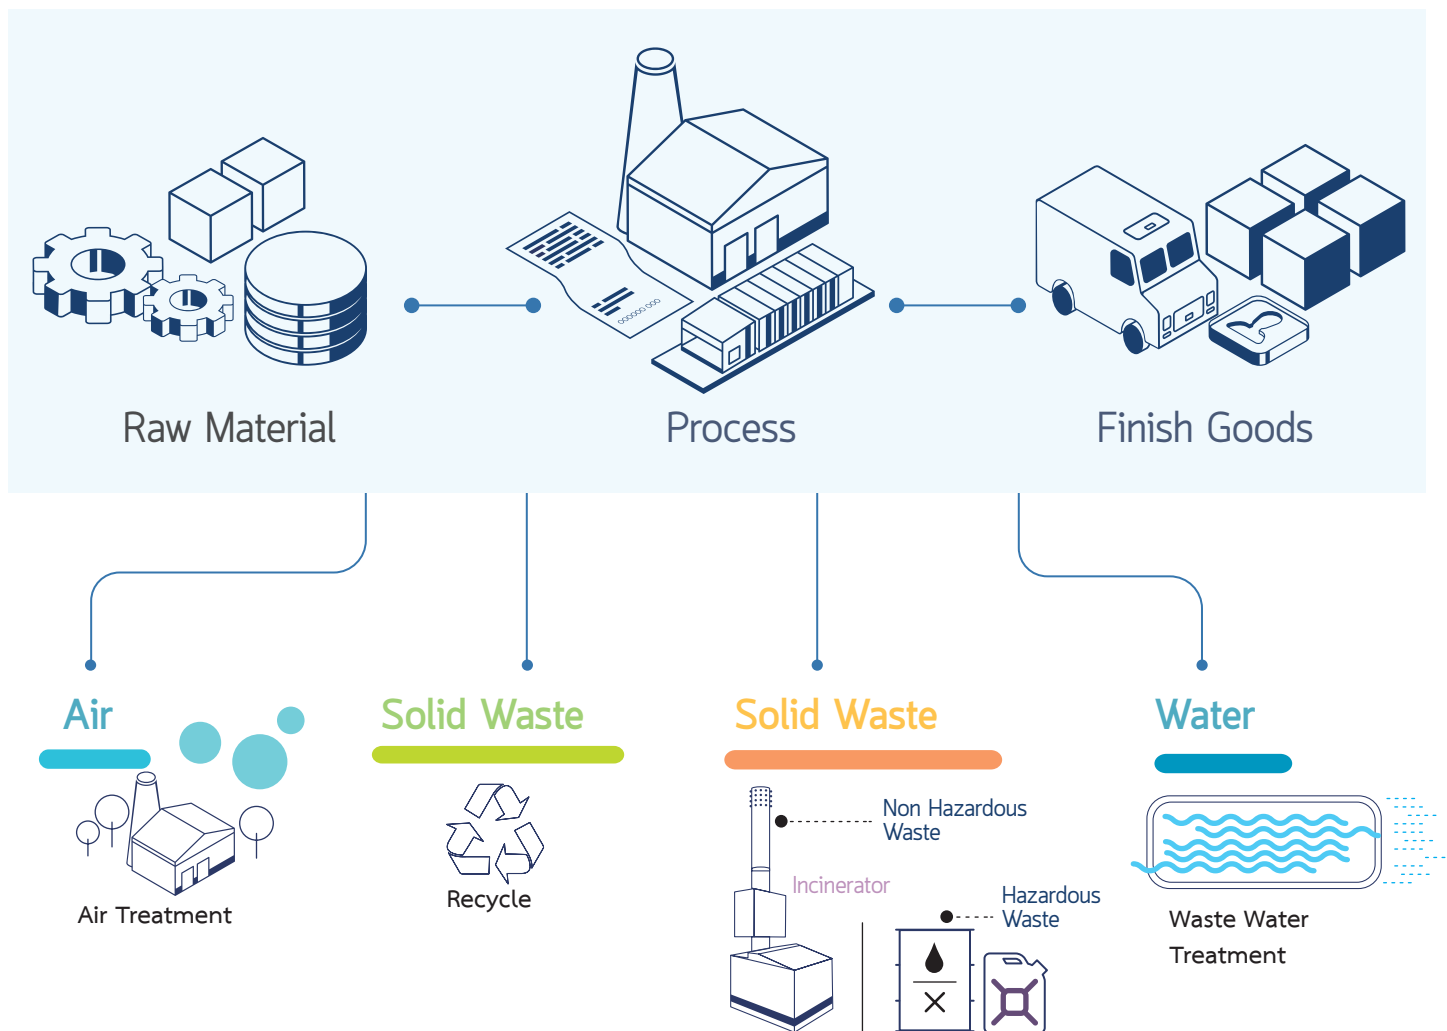 Raw Material
Process
Finish Goods
Air
Solid Waste
Solid Waste
Water
Air Treatment
Recycle
Non Hazardous
Waste
Incinerator
Hazardous
Waste
Waste Water
Treatment